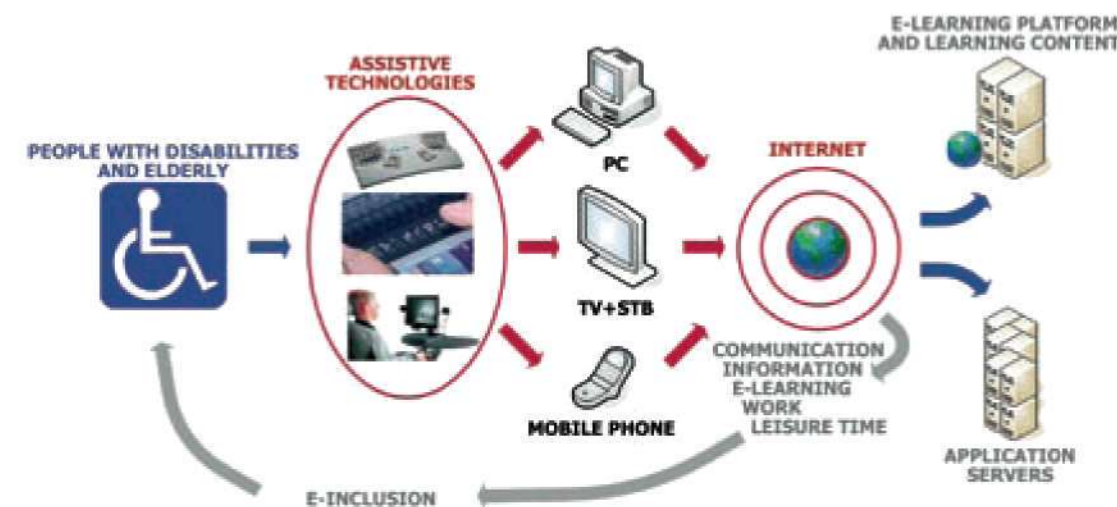 E-LEARNING PLATFORM
AND LEARNING CONTENT
ASSISTIVE
TECHNOLOGIES
PEOPLE WITH DISABILITIES
AND ELDERLY
PC
INTERNET
TV+STB
MOBILE PHONE
COMMUNICATION
INFORMATION
E-LEARNING
WORK
LEISURE TIME
APPLICATION
SERVERS
E-INCLUSION